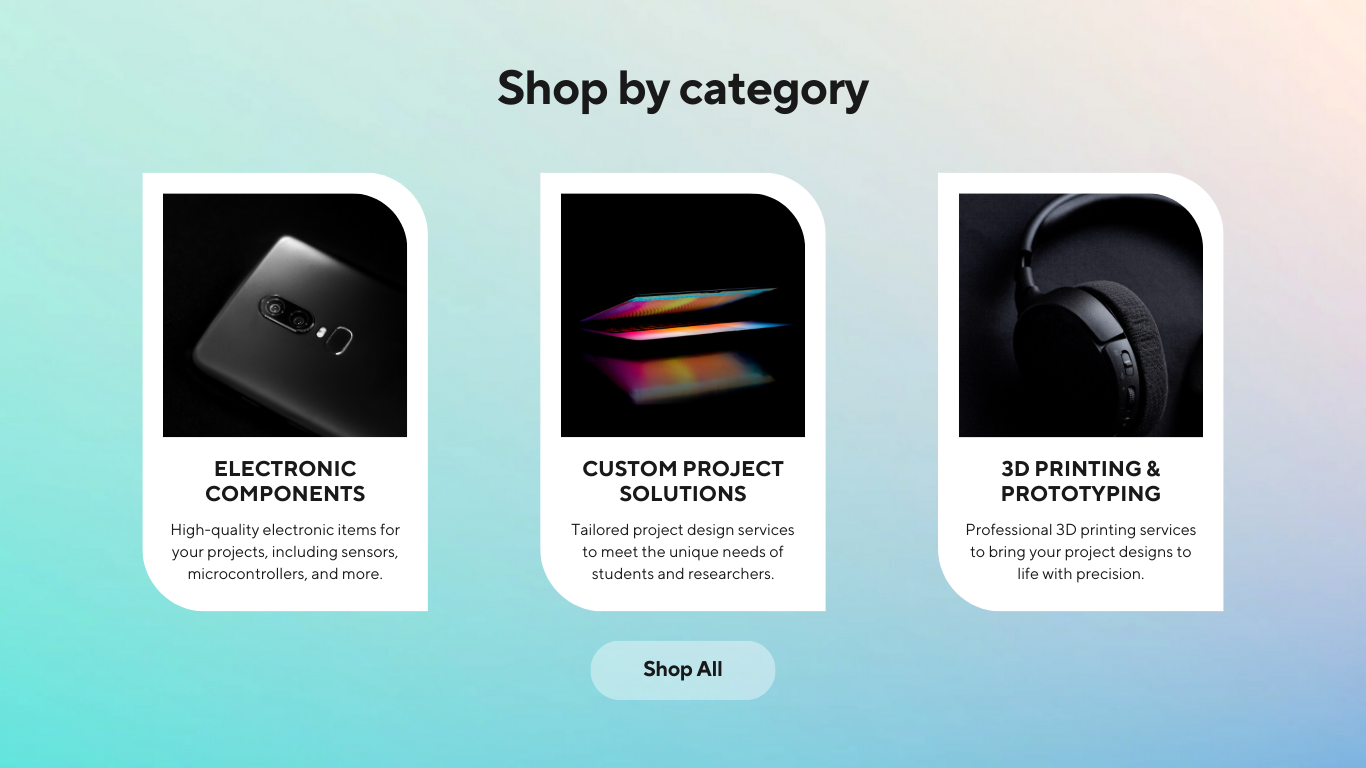 Shop by category
ELECTRONIC
COMPONENTS
High-quality electronic items for
your projects, including sensors,
microcontrollers, and more.
CUSTOM PROJECT
SOLUTIONS
Tailored project design services
to meet the unique needs of
students and researchers.
3D PRINTING &
PROTOTYPING
Professional 3D printing services
to bring your project designs to
life with precision.
Shop All